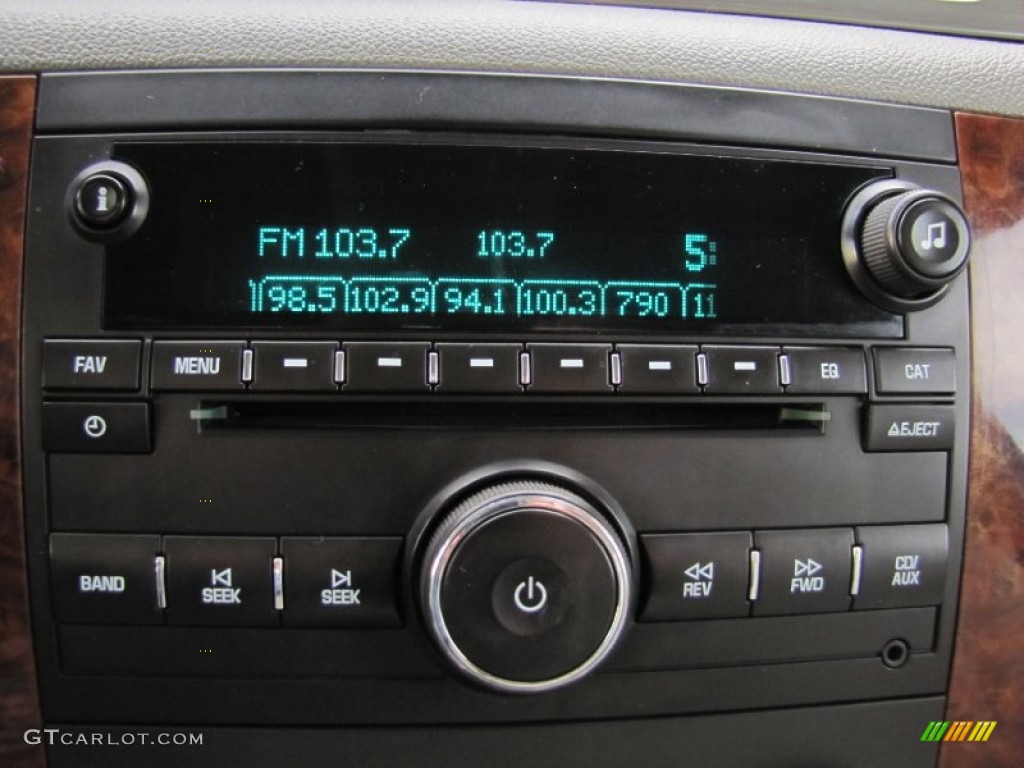 FM 103.7 103.7 5:
98.5 102.9 94.1 100.3 790 11
FAV MENU EQ CAT
EJECT
BAND SEEK SEEK REV FWD CD/
AUX
GTCARLOT.COM